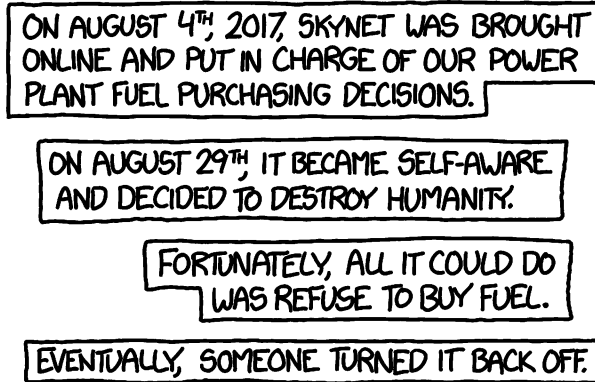 ON AUGUST 4TH, 2017, SKYNET WAS BROUGHT
ONLINE AND PUT IN CHARGE OF OUR POWER
PLANT FUEL PURCHASING DECISIONS.
ON AUGUST 29TH, IT BECAME SELF-AWARE
AND DECIDED TO DESTROY HUMANITY.
FORTUNATELY, ALL IT COULD DO
WAS REFUSE TO BUY FUEL.
EVENTUALLY, SOMEONE TURNED IT BACK OFF.